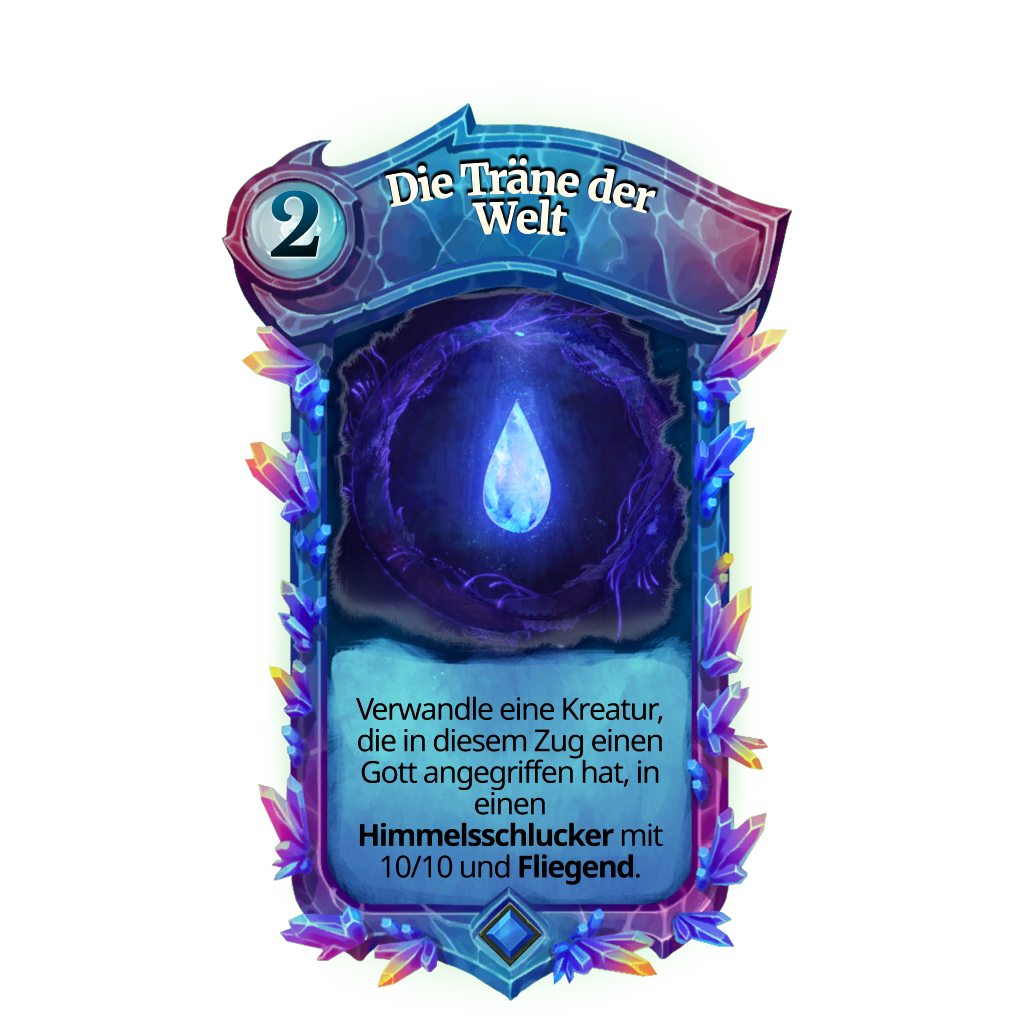 2
Die Träne der
Welt
Verwandle eine Kreatur,
die in diesem Zug einen
Gott angegriffen hat, in
einen
Himmelsschlucker mit
10/10 und Fliegend.